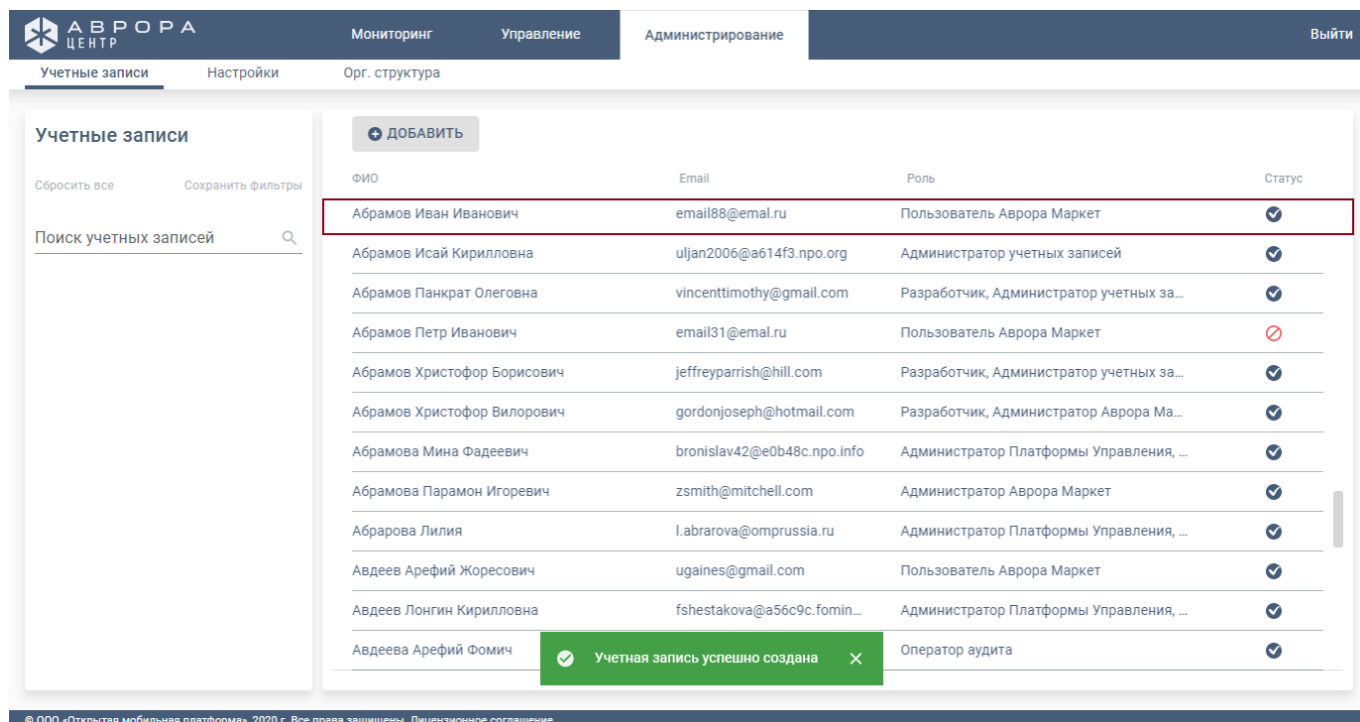 АВРОРА
ЦЕНТР
Мониторинг Управление Администрирование Выйти
Учетные записи Настройки Орг. структура
Учетные записи
Сбросить все Сохранить фильтры
Поиск учетных записей
ДОБАВИТЬ
ФИО Email Роль Статус
Абрамов Иван Иванович email88@emal.ru Пользователь Аврора Маркет
Абрамов Исай Кирилловна uljan2006@a614f3.npo.org Администратор учетных записей
Абрамов Панкрат Олеговна vincenttimothy@gmail.com Разработчик, Администратор учетных за...
Абрамов Петр Иванович email31@emal.ru Пользователь Аврора Маркет
Абрамов Христофор Борисович jeffreyparrish@hill.com Разработчик, Администратор учетных за...
Абрамов Христофор Вилорович gordonjoseph@hotmail.com Разработчик, Администратор Аврора Ма...
Абрамова Мина Фадеевич bronislav42@e0b48c.npo.info Администратор Платформы Управления, ...
Абрамова Парамон Игоревич zsmith@mitchell.com Администратор Аврора Маркет
Абрарова Лилия l.abrarova@omprussia.ru Администратор Платформы Управления, ...
Авдеев Арефий Жоресович ugaines@gmail.com Пользователь Аврора Маркет
Авдеев Лонгин Кирилловна fshestakova@a56c9c.fomin... Администратор Платформы Управления, ...
Авдеева Арефий Фомич Оператор аудита
Учетная запись успешно создана
© ООО «Открытая мобильная платформа», 2020 г. Все права защищены. Лицензионное соглашение